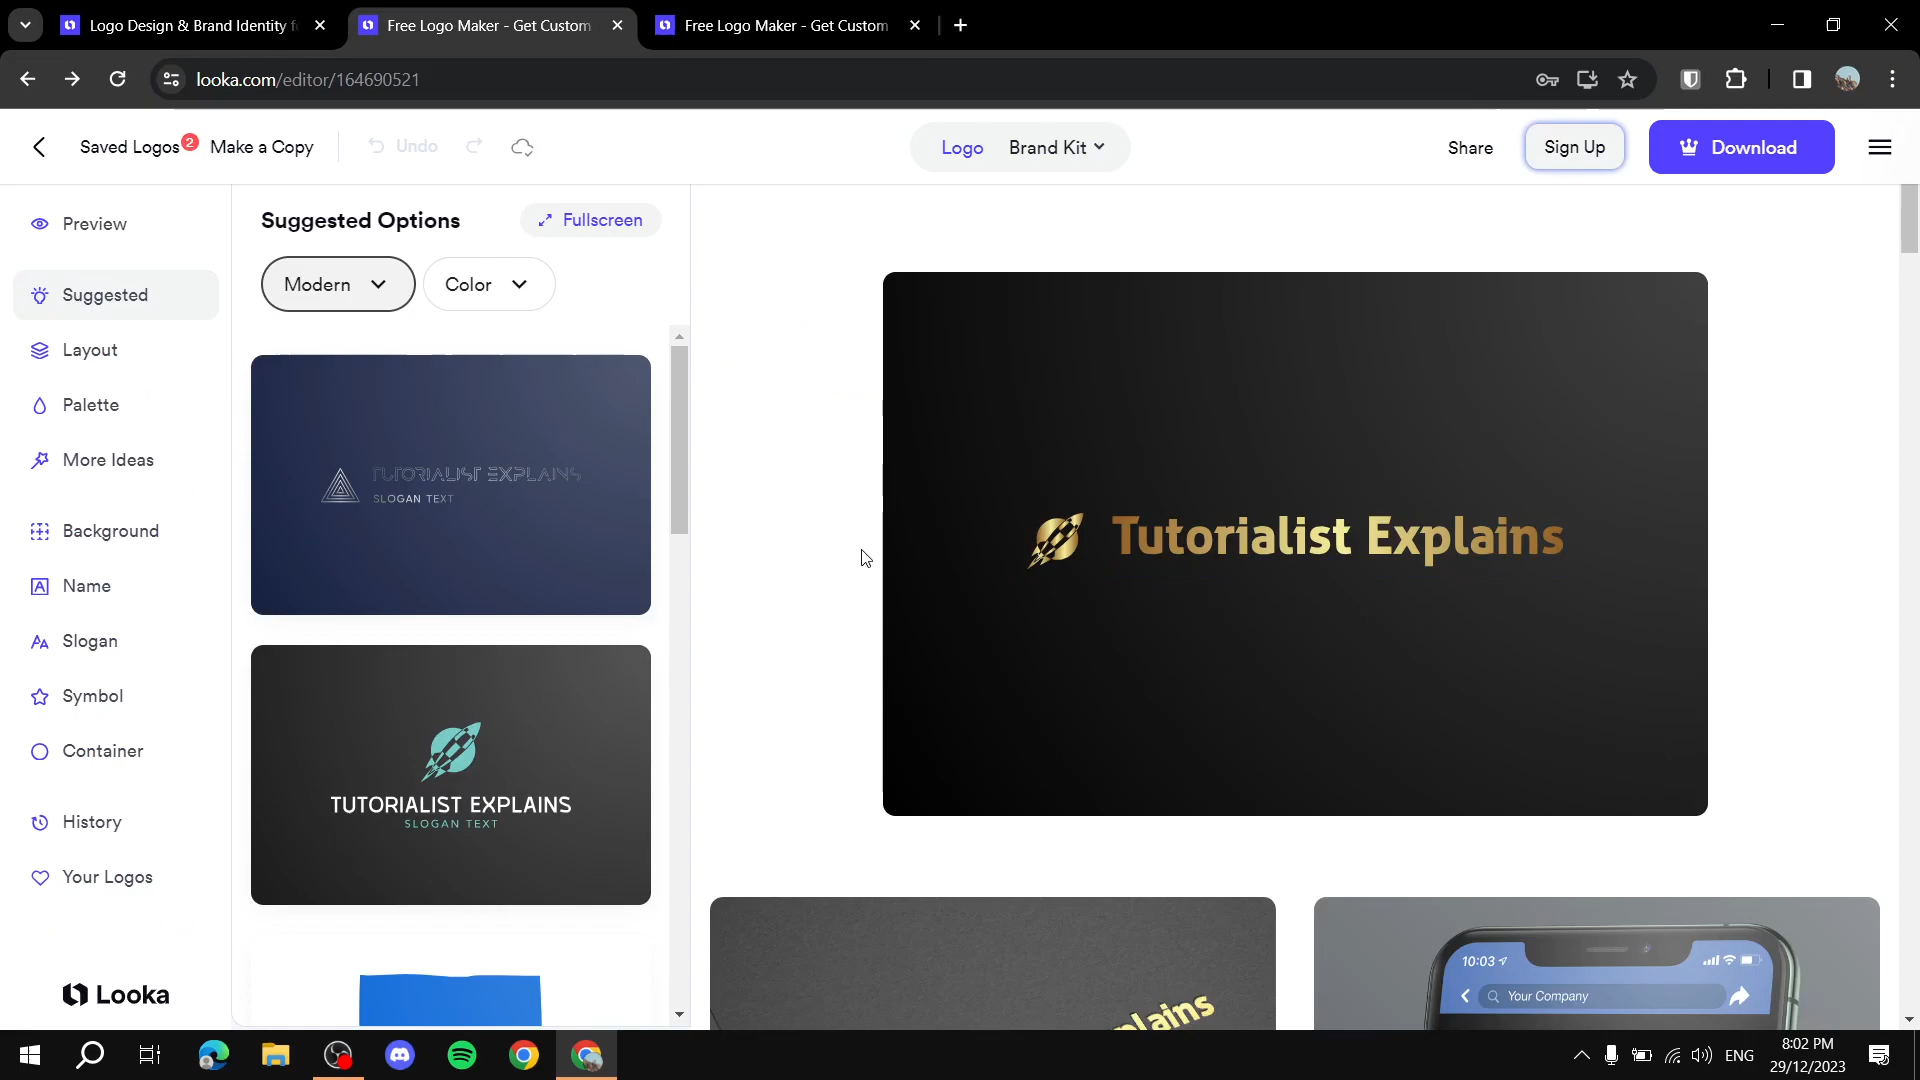 Logo Design & Brand Identity f
Free Logo Maker - Get Custom
Free Logo Maker - Get Custom
looka.com/editor/164690521
Saved Logos
2
Make a Copy
Undo
Logo
Brand Kit
Share
Sign Up
Download
Preview
Suggested
Layout
Palette
More Ideas
Background
Name
Slogan
Symbol
Container
History
Your Logos
Looka
Suggested Options
Fullscreen
Modern
Color
TUTORIALIST EXPLAINS
SLOGAN TEXT
TUTORIALIST EXPLAINS
SLOGAN TEXT
Tutorialist Explains
plains
10:03
Your Company
ENG
8:02 PM
29/12/2023